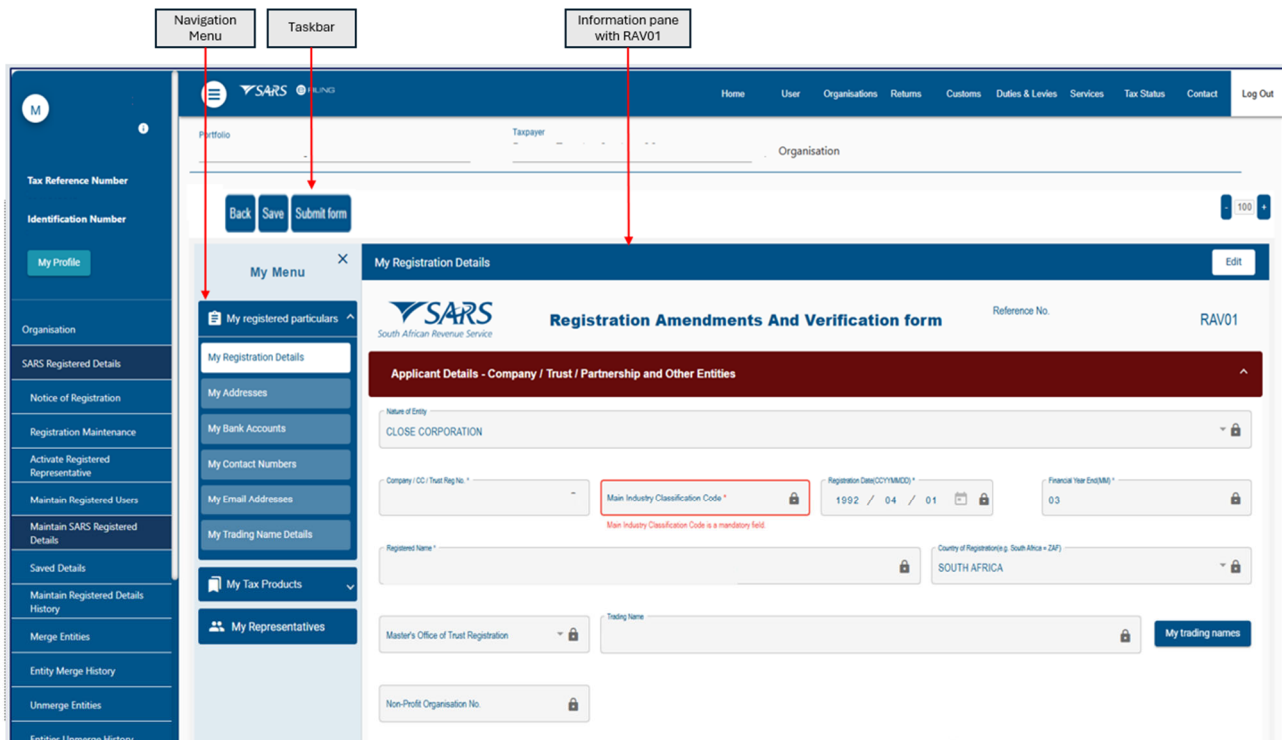 Navigation
Menu
Taskbar
Information pane
with RAV01
M
SARS eFILING
Home
User
Organisations
Returns
Customs
Duties & Levies
Services
Tax Status
Contact
Log Out
Portfolio
Taxpayer
Organisation
Tax Reference Number
Identification Number
My Profile
Back
Save
Submit form
- 100 +
My Menu
My Registration Details
Edit
Organisation
SARS Registered Details
Notice of Registration
Registration Maintenance
Activate Registered
Representative
Maintain Registered Users
Maintain SARS Registered
Details
Saved Details
Maintain Registered Details
History
Merge Entities
Entity Merge History
Unmerge Entities
Entities Unmerge History
My registered particulars
My Registration Details
My Addresses
My Bank Accounts
My Contact Numbers
My Email Addresses
My Trading Name Details
My Tax Products
My Representatives
SARS
South African Revenue Service
Registration Amendments And Verification form
Reference No.
RAV01
Applicant Details - Company / Trust / Partnership and Other Entities
Nature of Entity
CLOSE CORPORATION
Company / CC / Trust Reg No. *
Main Industry Classification Code *
Main Industry Classification Code is a mandatory field
Registration Date(CCYYMMDD) *
1992 / 04 / 01
Financial Year End(MM) *
03
Registered Name *
Country of Registration(e.g. South Africa = ZAF)
SOUTH AFRICA
Master's Office of Trust Registration
Trading Name
My trading names
Non-Profit Organisation No.